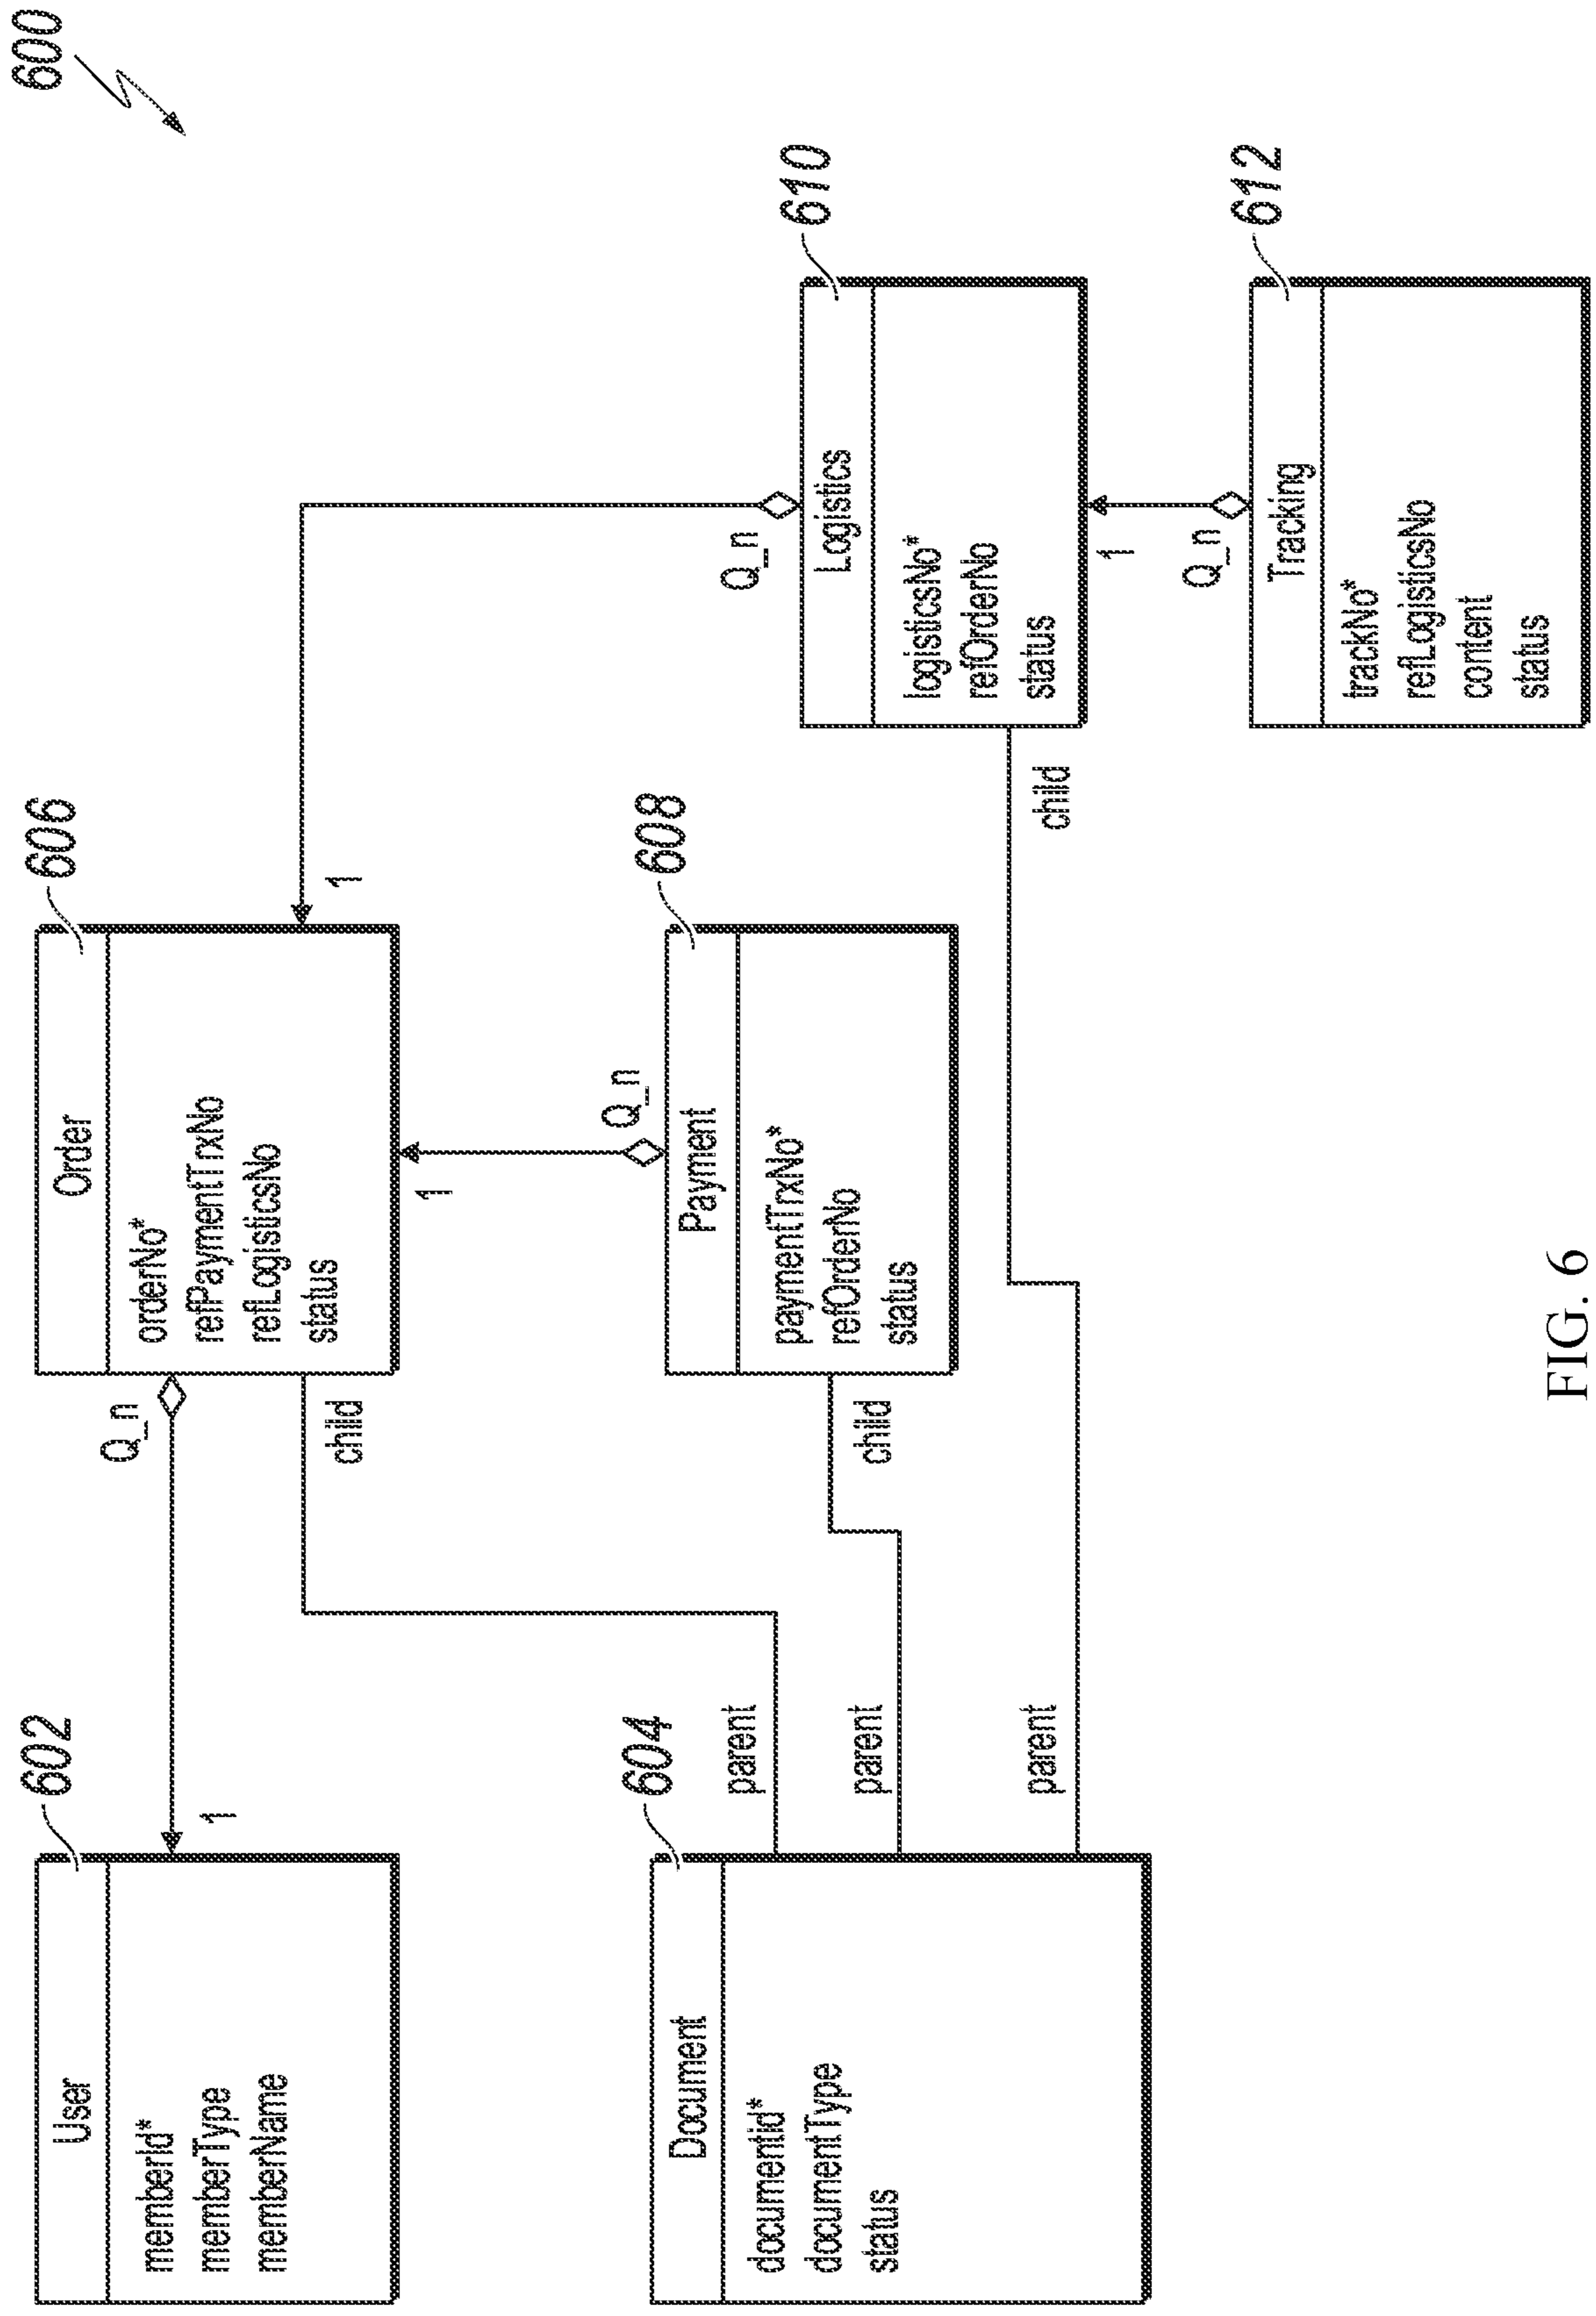 600
602
User
memberId*
memberType
memberName
1
Q_n
606
Order
orderNo*
refPaymentTrxNo
refLogisticsNo
status
child
1
1
604
Document
documentid*
documentType
status
parent
parent
parent
Q_n
608
Payment
paymentTrxNo*
refOrderNo
status
child
Q_n
610
Logistics
logisticsNo*
refOrderNo
status
child
1
Q_n
612
Tracking
trackNo*
refLogisticsNo
content
status
FIG. 6